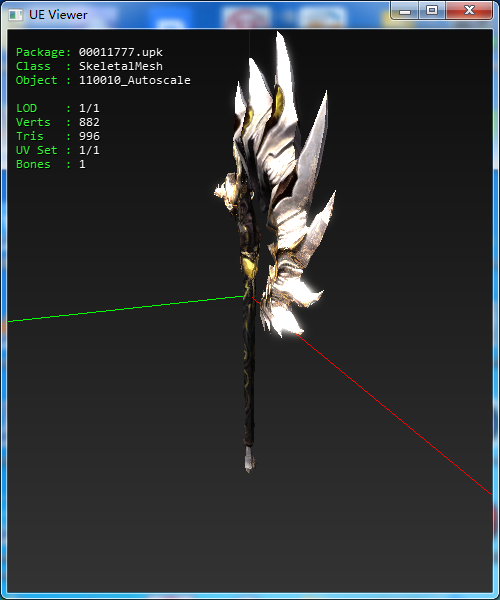 UE Viewer
Package: 00011777.upk
Class : SkeletalMesh
Object : 110010_Autoscale
LOD : 1/1
Verts : 882
Tris : 996
UV Set : 1/1
Bones : 1